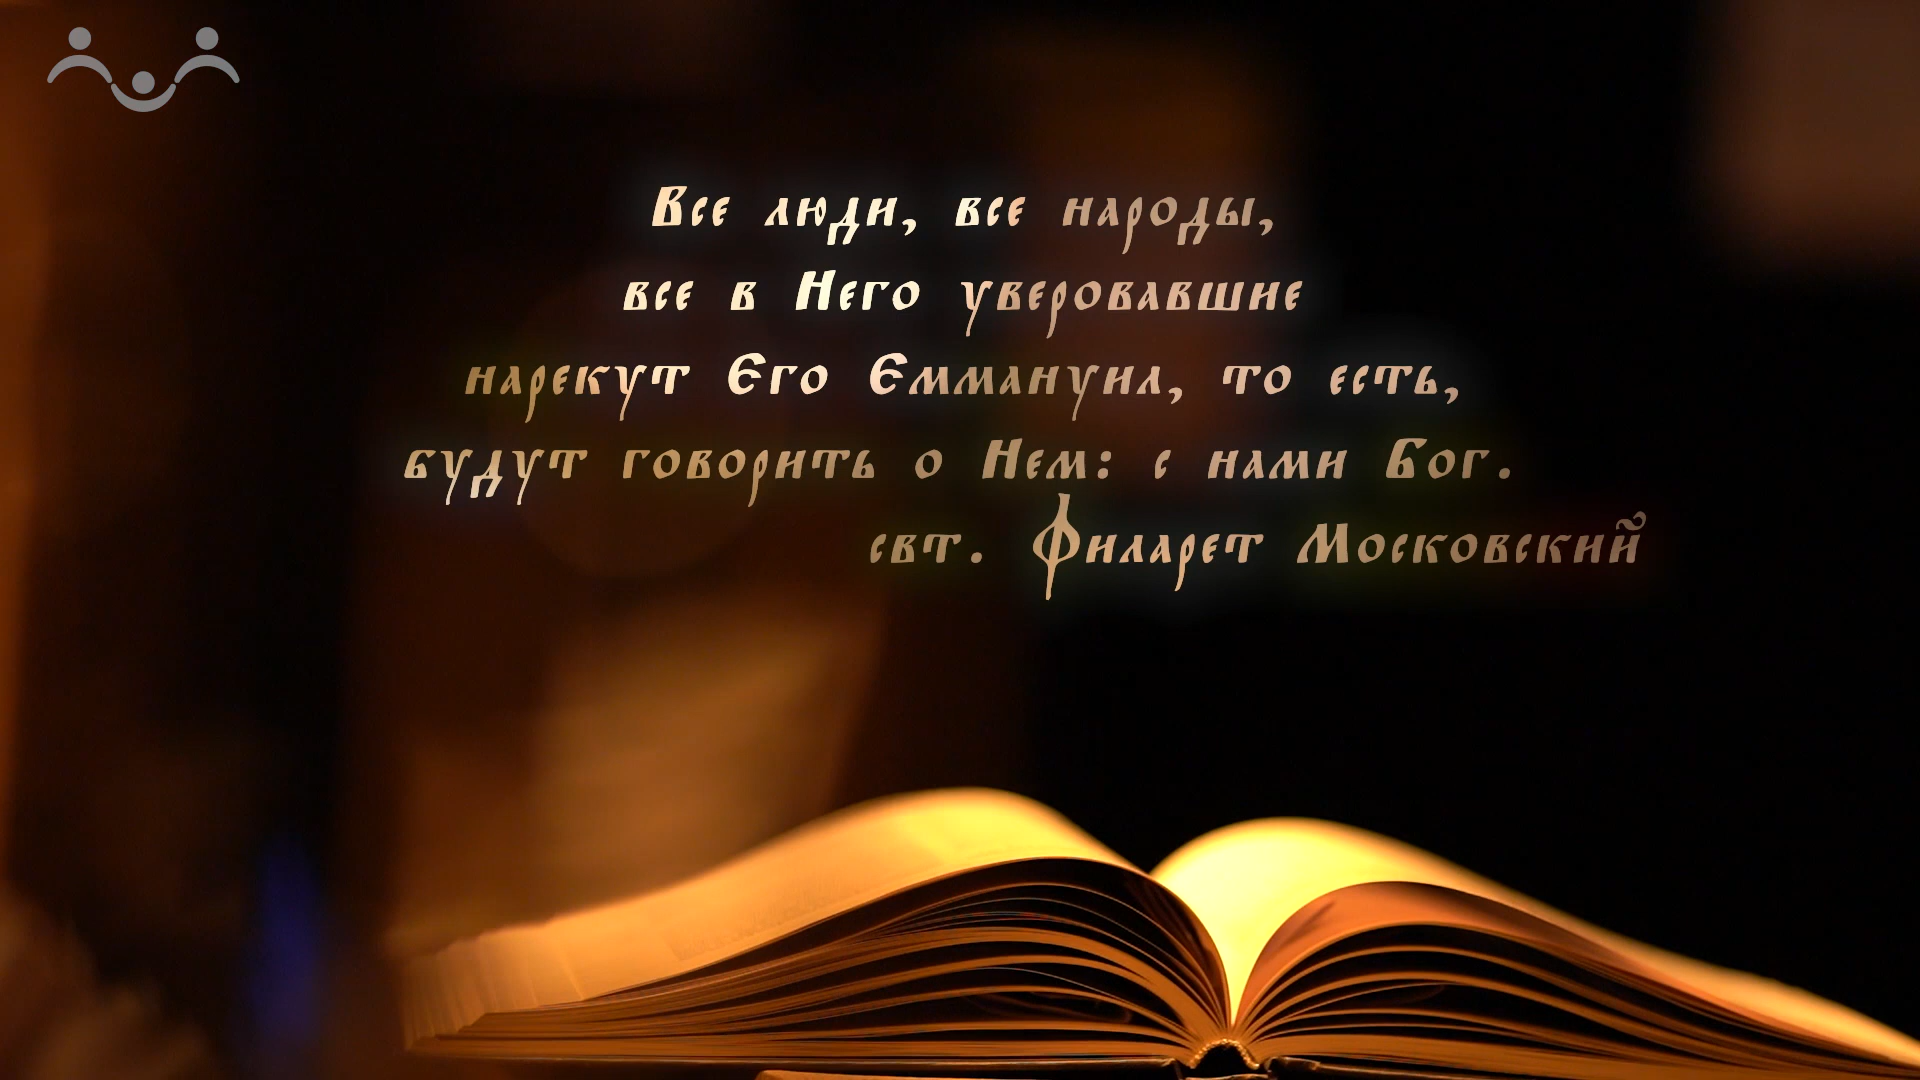 Все люди, все народы,
все в Него уверовавшие
нарекут Его Еммануил, то есть,
будут говорить о Нем: с нами Бог.
свт. Филарет Московский